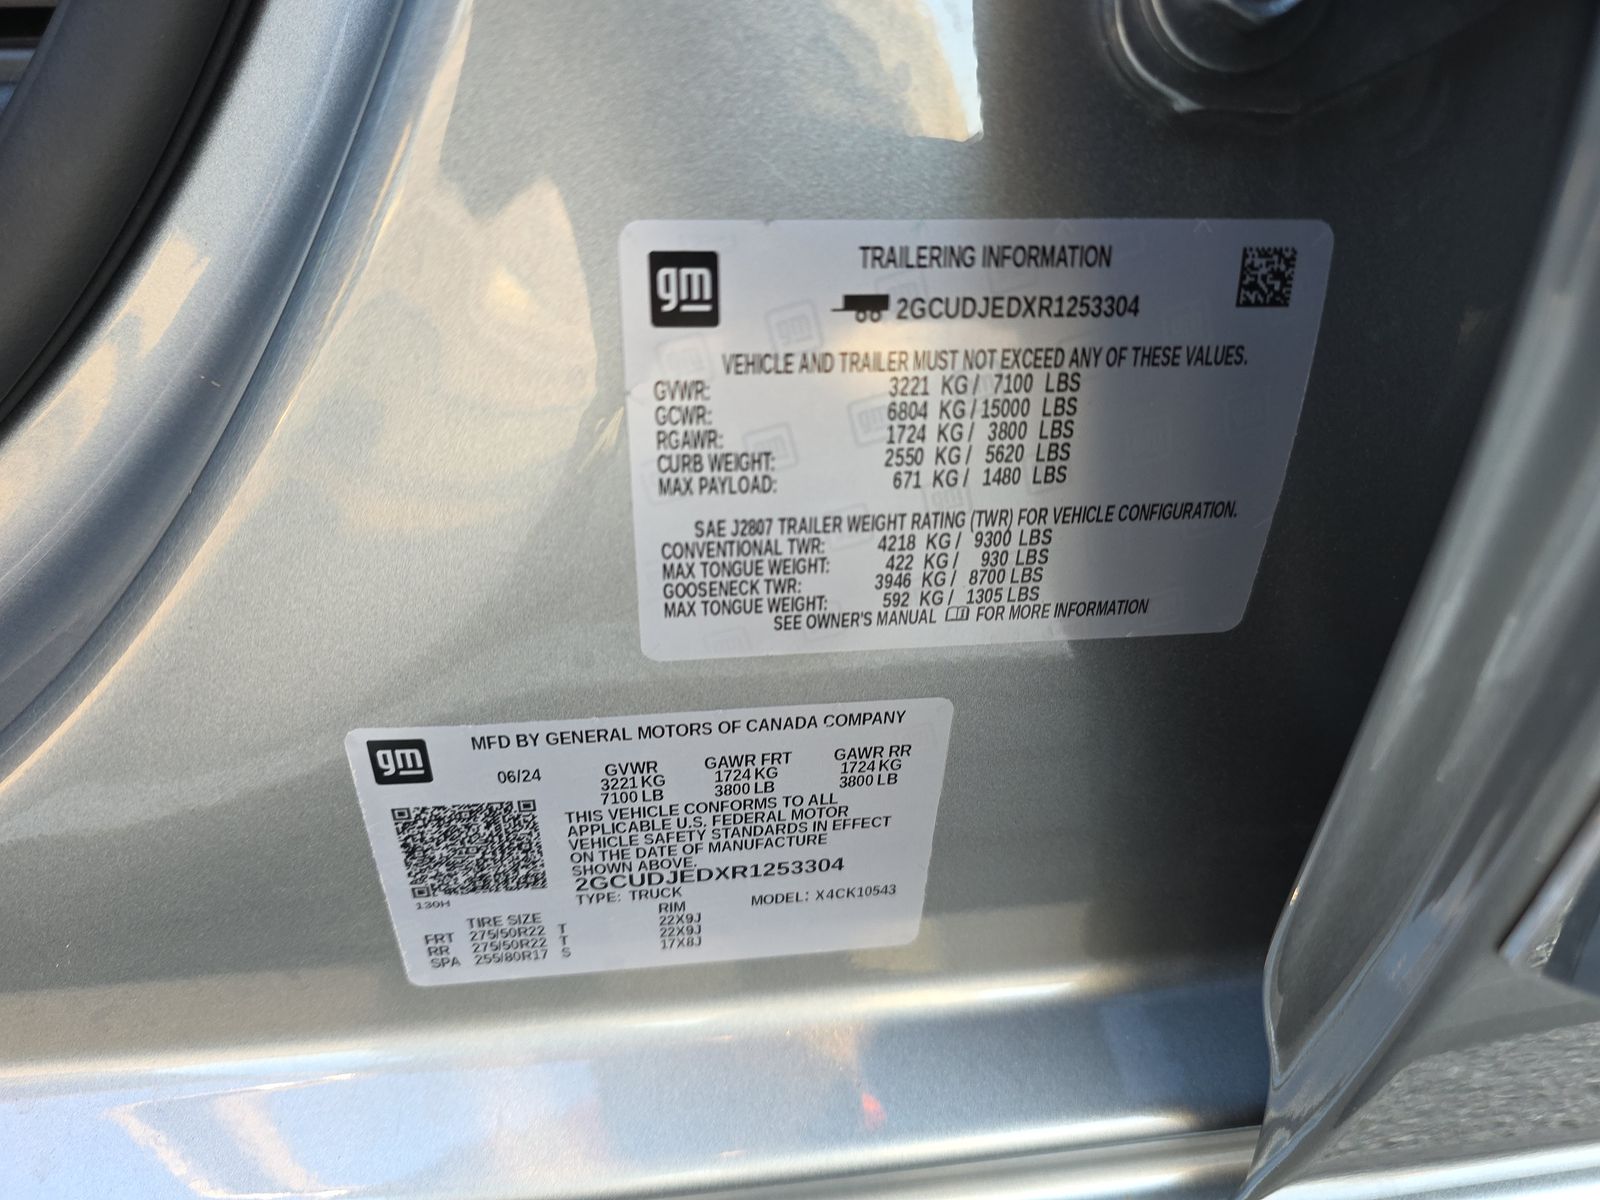 gm
TRAILERING INFORMATION
2GCUDJEDXR1253304
VEHICLE AND TRAILER MUST NOT EXCEED ANY OF THESE VALUES.
GVWR: 3221 KG / 7100 LBS
GCWR: 6804 KG / 15000 LBS
RGAWR: 1724 KG / 3800 LBS
CURB WEIGHT: 2550 KG / 5620 LBS
MAX PAYLOAD: 671 KG / 1480 LBS
SAE J2807 TRAILER WEIGHT RATING (TWR) FOR VEHICLE CONFIGURATION.
CONVENTIONAL TWR: 4218 KG / 9300 LBS
MAX TONGUE WEIGHT: 422 KG / 930 LBS
GOOSENECK TWR: 3946 KG / 8700 LBS
MAX TONGUE WEIGHT: 592 KG / 1305 LBS
SEE OWNER'S MANUAL FOR MORE INFORMATION
gm
MFD BY GENERAL MOTORS OF CANADA COMPANY
06/24 GVWR GAWR FRT GAWR RR
3221 KG 1724 KG 1724 KG
7100 LB 3800 LB 3800 LB
THIS VEHICLE CONFORMS TO ALL
APPLICABLE U.S. FEDERAL MOTOR
VEHICLE SAFETY STANDARDS IN EFFECT
ON THE DATE OF MANUFACTURE
SHOWN ABOVE.
2GCUDJEDXR1253304
TYPE: TRUCK MODEL: X4CK10543
130H
TIRE SIZE RIM
FRT 275/50R22 T 22X9J
RR 275/50R22 T 22X9J
SPA 255/80R17 S 17X8J